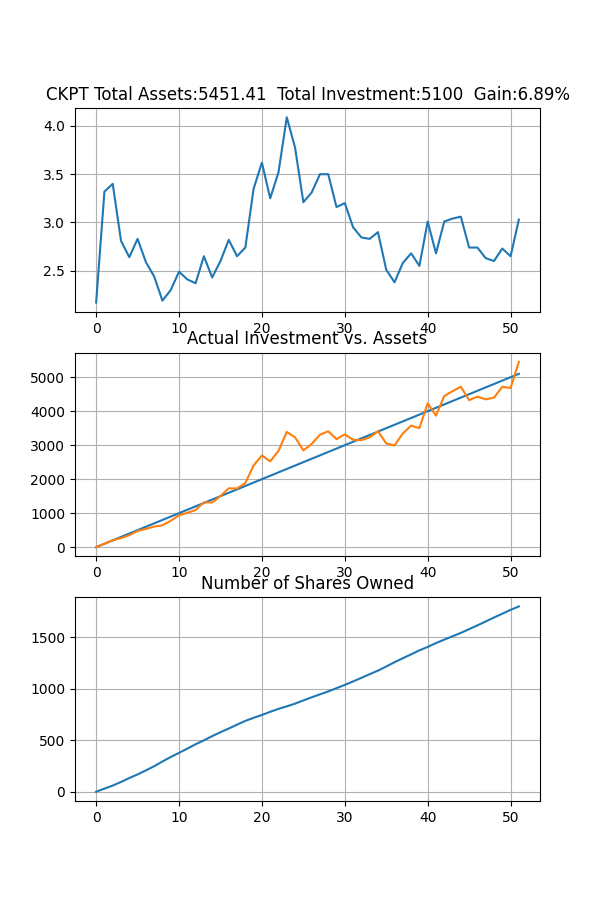 CKPT Total Assets:5451.41  Total Investment:5100  Gain:6.89%
4.0
3.5
3.0
2.5
0 10 20 30 40 50
Actual Investment vs. Assets
5000
4000
3000
2000
1000
0
0 10 20 30 40 50
Number of Shares Owned
1500
1000
500
0
0 10 20 30 40 50